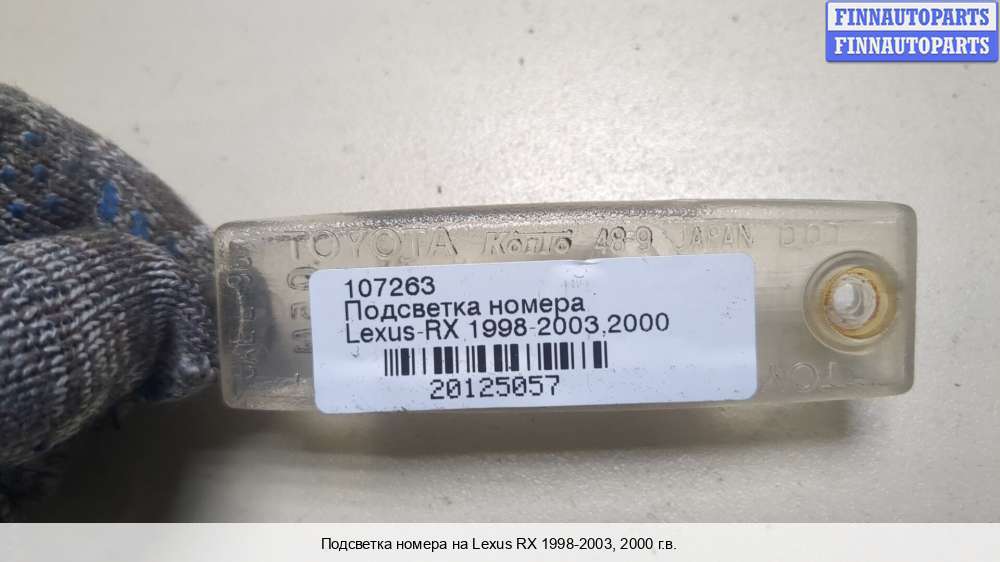 FINNAUTOPARTS
FINNAUTOPARTS
TOYOTA Koito 48-9 JAPAN DOT
107263
Подсветка номера
Lexus RX 1998-2003,2000
20125057
Подсветка номера на Lexus RX 1998-2003, 2000 г.в.